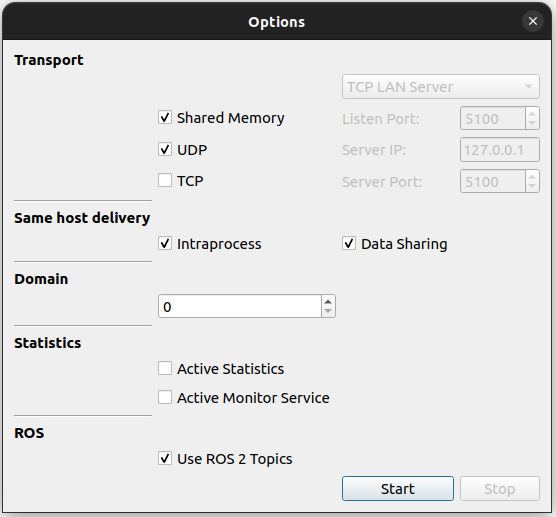 Options
Transport
TCP LAN Server
Shared Memory
Listen Port:
5100
UDP
Server IP:
127.0.0.1
TCP
Server Port:
5100
Same host delivery
Intraprocess
Data Sharing
Domain
0
Statistics
Active Statistics
Active Monitor Service
ROS
Use ROS 2 Topics
Start
Stop